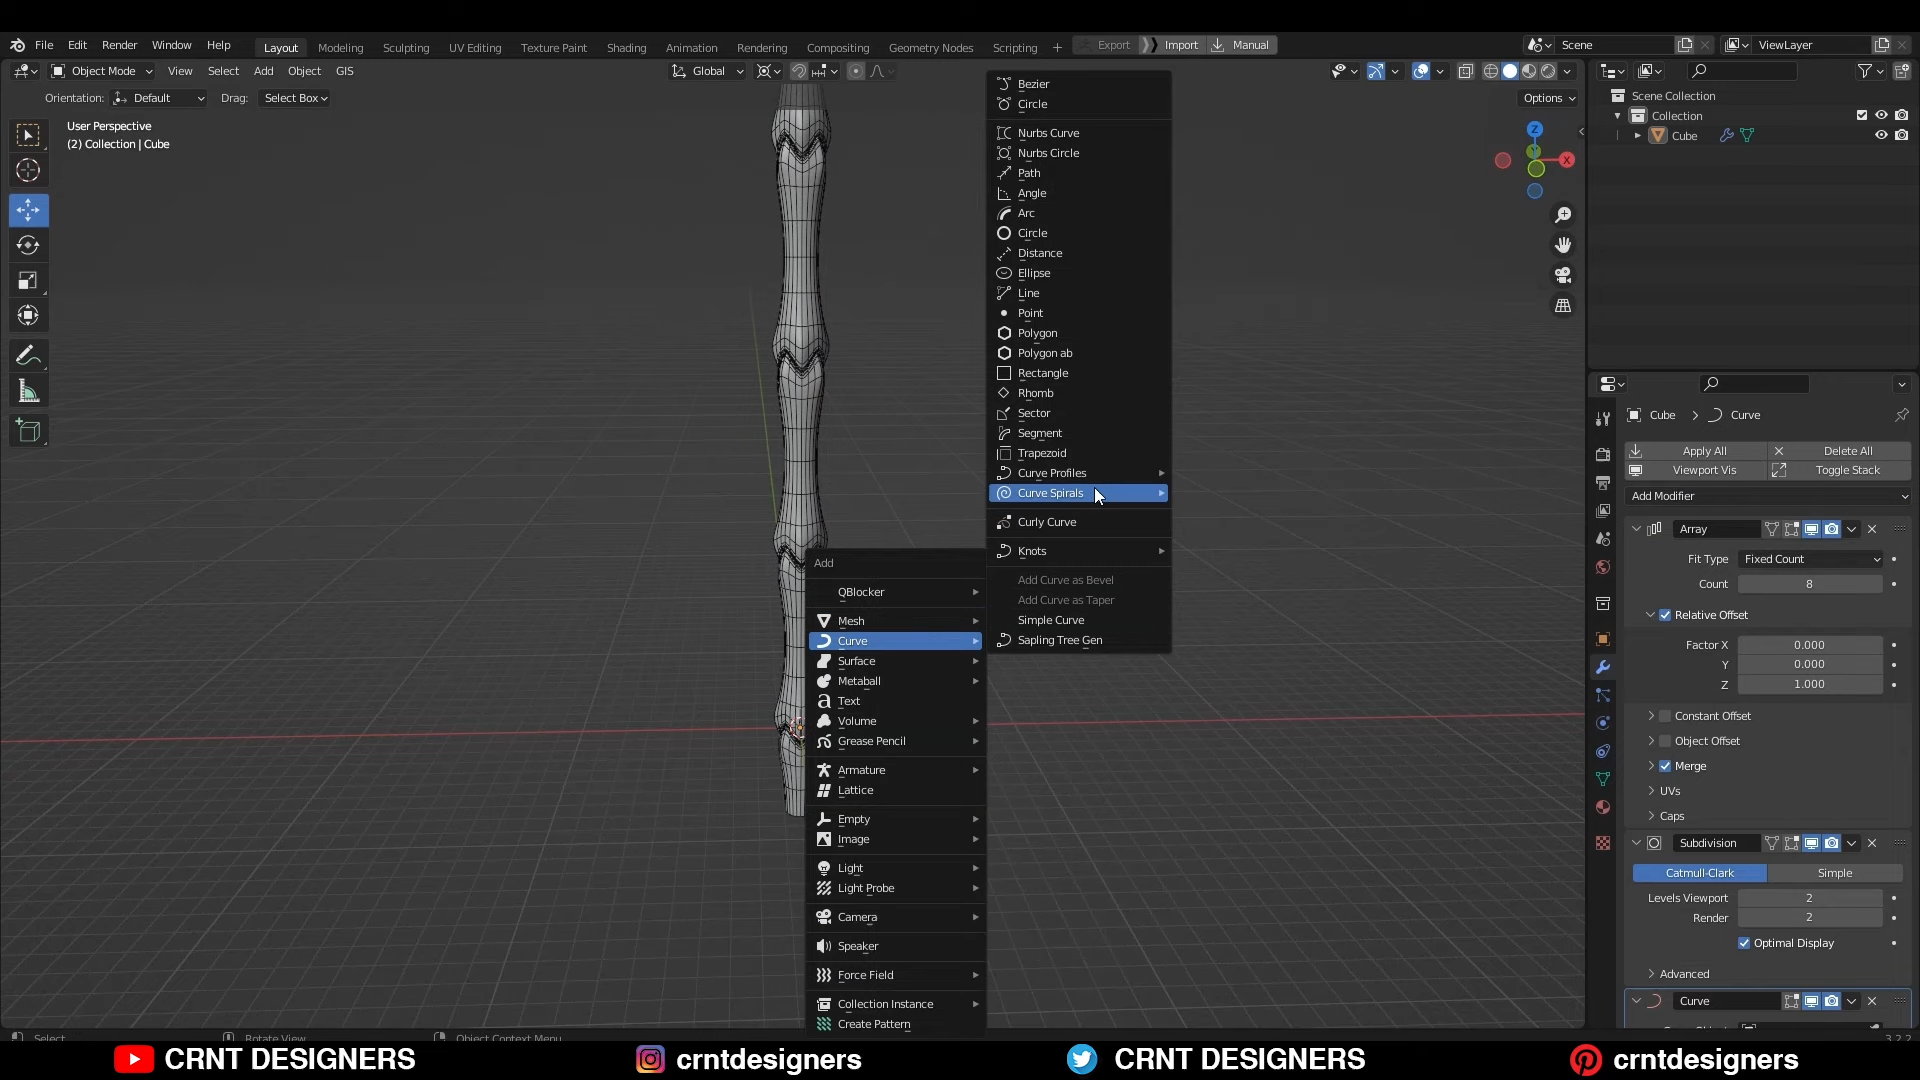 File Edit Render Window Help Layout Modeling Sculpting UV Editing Texture Paint Shading Animation Rendering Compositing Geometry Nodes Scripting + Export Import Manual Scene ViewLayer
Object Mode View Select Add Object GIS Global
Orientation: Default Drag: Select Box Options
User Perspective
(2) Collection | Cube
Z
X
Bezier
Circle
Nurbs Curve
Nurbs Circle
Path
Angle
Arc
Circle
Distance
Ellipse
Line
Point
Polygon
Polygon ab
Rectangle
Rhomb
Sector
Segment
Trapezoid
Curve Profiles
Curve Spirals
Curly Curve
Knots
Add Curve as Bevel
Add Curve as Taper
Simple Curve
Sapling Tree Gen
Add
QBlocker
Mesh
Curve
Surface
Metaball
Text
Volume
Grease Pencil
Armature
Lattice
Empty
Image
Light
Light Probe
Camera
Speaker
Force Field
Collection Instance
Create Pattern
Scene Collection
Collection
Cube
Cube > Curve
Apply All Delete All
Viewport Vis Toggle Stack
Add Modifier
Array
Fit Type Fixed Count
Count 8
Relative Offset
Factor X 0.000
Y 0.000
Z 1.000
Constant Offset
Object Offset
Merge
UVs
Caps
Subdivision
Catmull-Clark Simple
Levels Viewport 2
Render 2
Optimal Display
Advanced
Curve
Select Rotate View Object Context Menu 3.2.2
CRNT DESIGNERS crntdesigners CRNT DESIGNERS crntdesigners